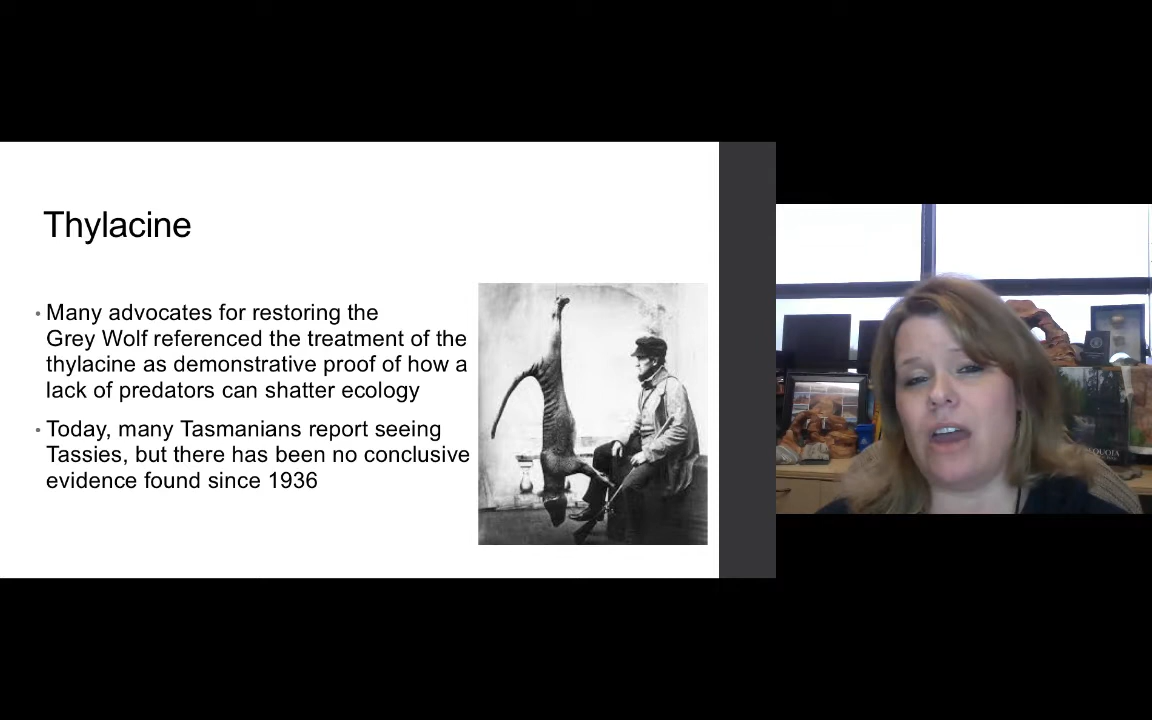 Thylacine
• Many advocates for restoring the
Grey Wolf referenced the treatment of the
thylacine as demonstrative proof of how a
lack of predators can shatter ecology
• Today, many Tasmanians report seeing
Tassies, but there has been no conclusive
evidence found since 1936
QUOIA